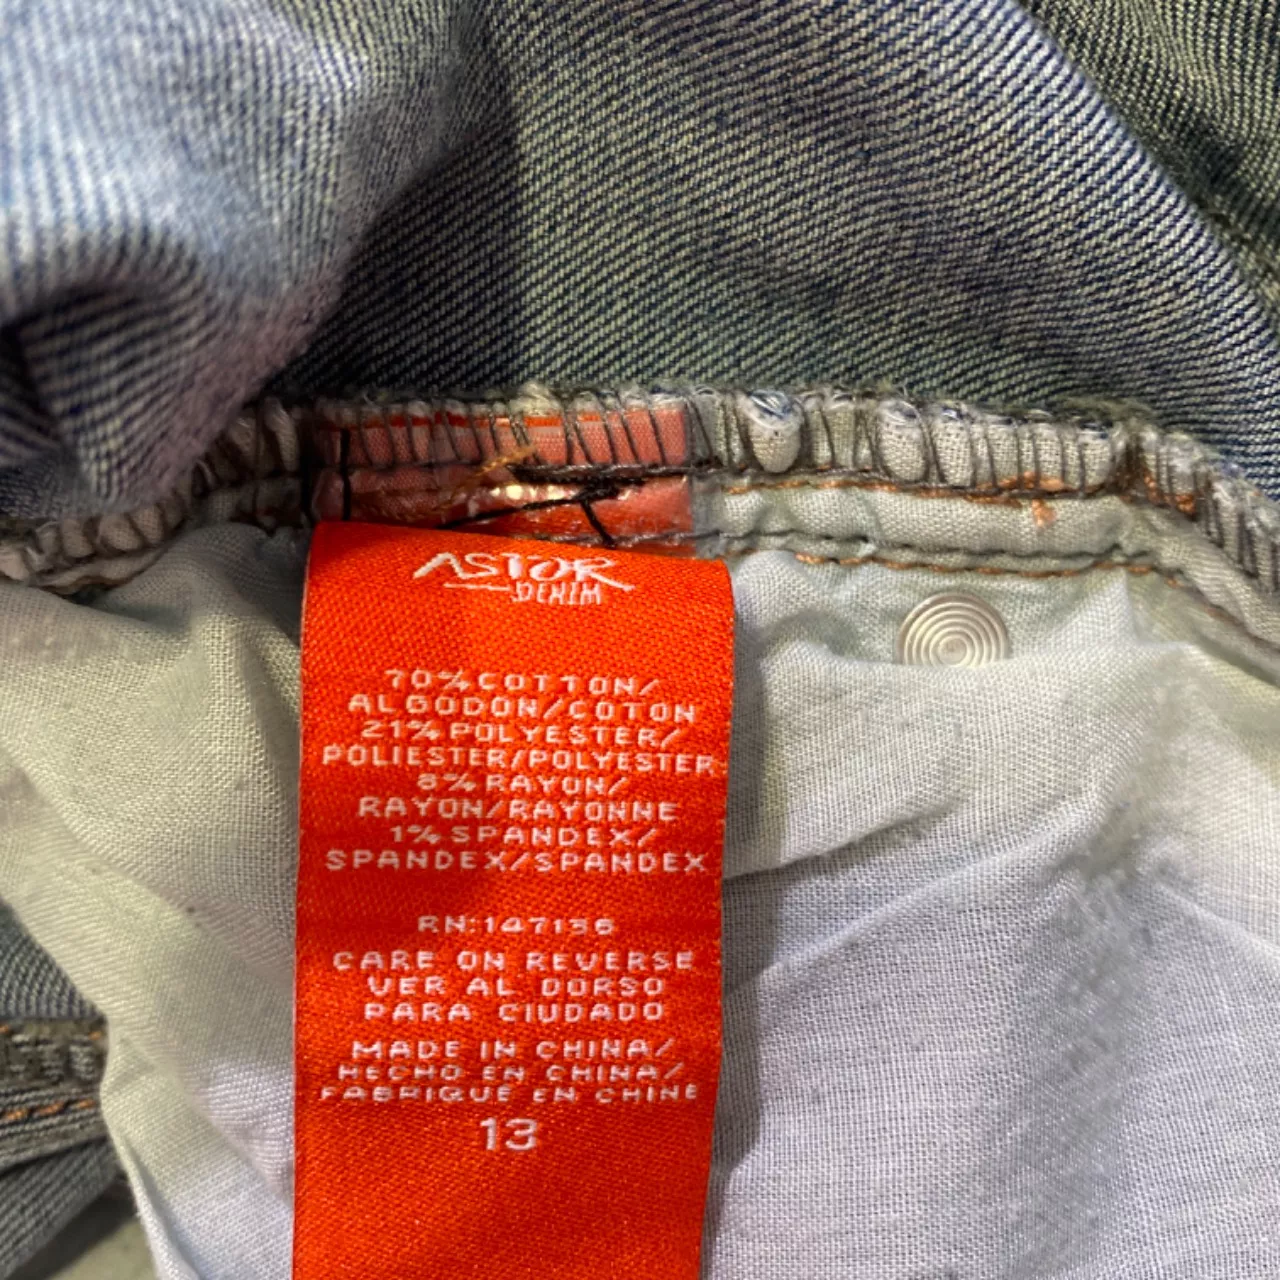 ASTOR
DENIM
70% COTTON/
ALGODON/COTON
21% POLYESTER/
POLIESTER/POLYESTER
8% RAYON/
RAYON/RAYONNE
1% SPANDEX/
SPANDEX/SPANDEX
RN:147136
CARE ON REVERSE
VER AL DORSO
PARA CIUDADO
MADE IN CHINA/
HECHO EN CHINA/
FABRIQUE EN CHINE
13